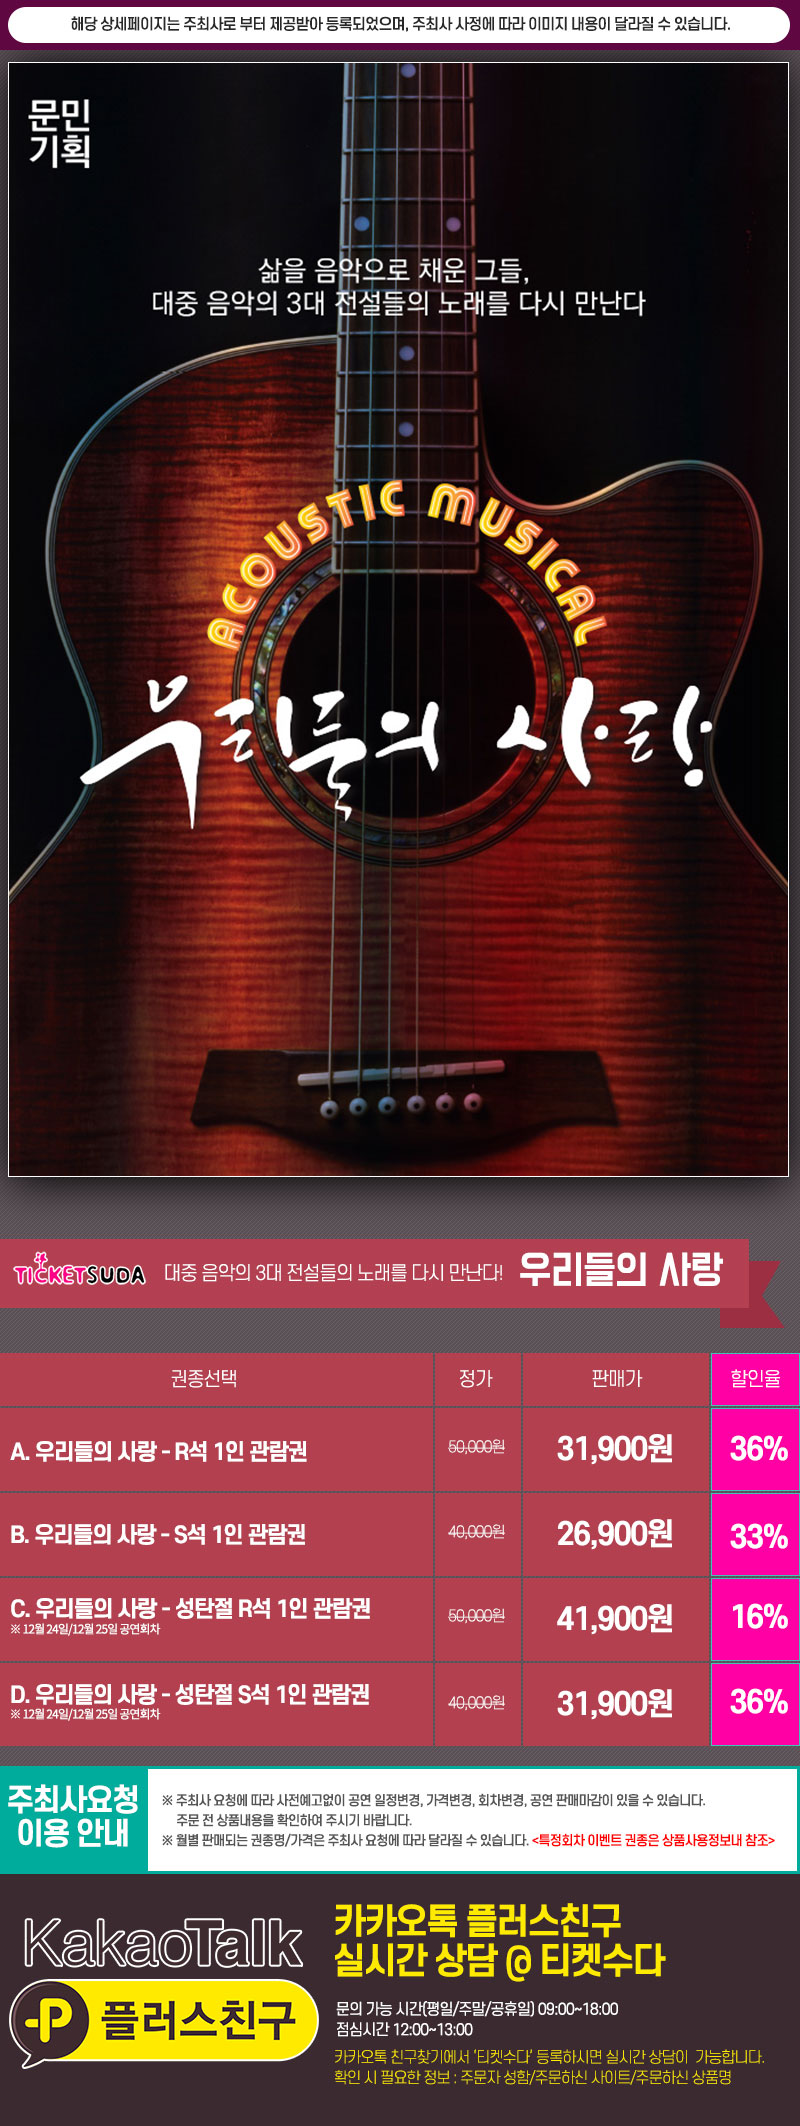 해당 상세페이지는 주최사로 부터 제공받아 등록되었으며, 주최사 사정에 따라 이미지 내용이 달라질 수 있습니다.
문민
기획
삶을 음악으로 채운 그들,
대중 음악의 3대 전설들의 노래를 다시 만난다
ACOUSTIC MUSICAL
우리들의 사랑
TICKETSUDA 대중 음악의 3대 전설들의 노래를 다시 만난다! 우리들의 사랑
권종선택 정가 판매가 할인율
A. 우리들의 사랑 - R석 1인 관람권 50,000원 31,900원 36%
B. 우리들의 사랑 - S석 1인 관람권 40,000원 26,900원 33%
C. 우리들의 사랑 - 성탄절 R석 1인 관람권 50,000원 41,900원 16%
※ 12월 24일/12월 25일 공연회차
D. 우리들의 사랑 - 성탄절 S석 1인 관람권 40,000원 31,900원 36%
※ 12월 24일/12월 25일 공연회차
주최사요청
이용 안내
※ 주최사 요청에 따라 사전예고없이 공연 일정변경, 가격변경, 회차변경, 공연 판매마감이 있을 수 있습니다.
주문 전 상품내용을 확인하여 주시기 바랍니다.
※ 월별 판매되는 권종명/가격은 주최사 요청에 따라 달라질 수 있습니다. <특정회차 이벤트 권종은 상품사용정보내 참조>
KakaoTalk
P 플러스친구
카카오톡 플러스친구
실시간 상담 @ 티켓수다
문의 가능 시간(평일/주말/공휴일) 09:00~18:00
점심시간 12:00~13:00
카카오톡 친구찾기에서 '티켓수다' 등록하시면 실시간 상담이 가능합니다.
확인 시 필요한 정보 : 주문자 성함/주문하신 사이트/주문하신 상품명